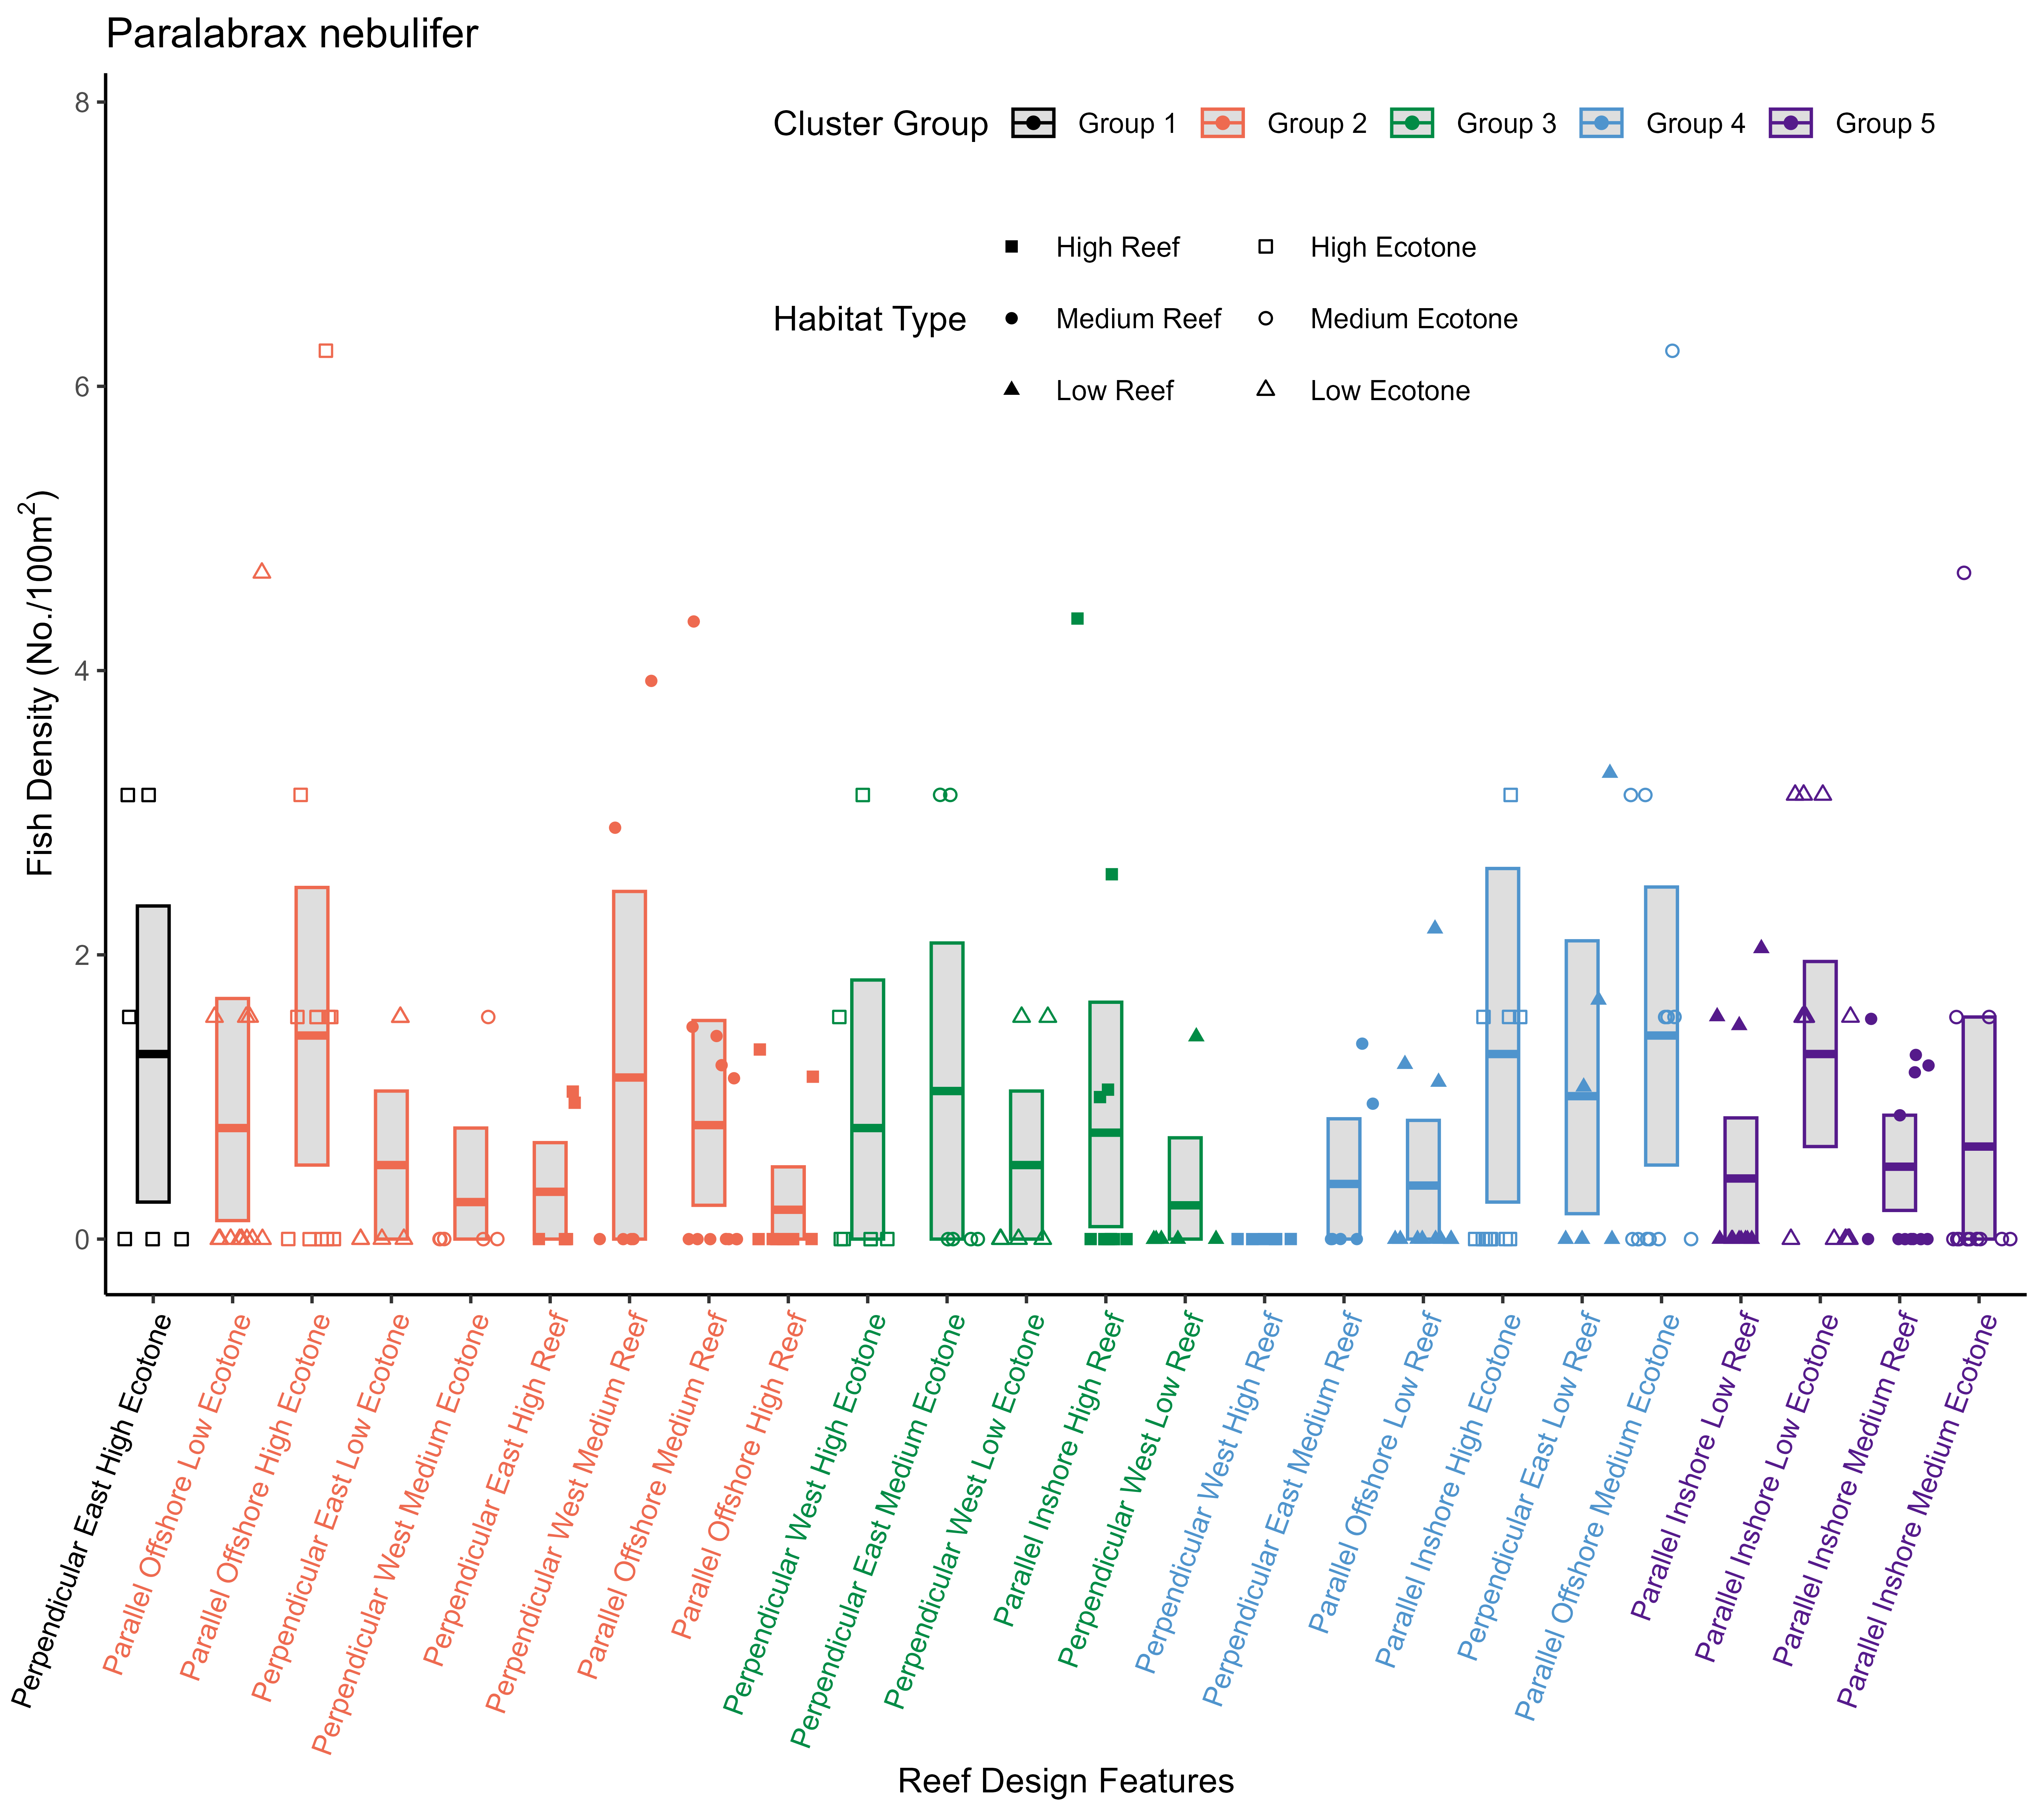 Paralabrax nebulifer
Cluster Group
Group 1
Group 2
Group 3
Group 4
Group 5
Habitat Type
High Reef
High Ecotone
Medium Reef
Medium Ecotone
Low Reef
Low Ecotone
Fish Density (No./100m²)
8
6
4
2
0
Perpendicular East High Ecotone
Parallel Offshore Low Ecotone
Parallel Offshore High Ecotone
Perpendicular East Low Ecotone
Perpendicular West Medium Ecotone
Perpendicular East High Reef
Perpendicular West Medium Reef
Parallel Offshore Medium Reef
Parallel Offshore High Reef
Perpendicular West High Ecotone
Perpendicular East Medium Ecotone
Perpendicular West Low Ecotone
Parallel Inshore High Reef
Perpendicular West Low Reef
Perpendicular West High Reef
Perpendicular East Medium Reef
Parallel Offshore Low Reef
Parallel Inshore High Ecotone
Perpendicular East Low Reef
Parallel Offshore Medium Ecotone
Parallel Inshore Low Reef
Parallel Inshore Low Ecotone
Parallel Inshore Medium Reef
Parallel Inshore Medium Ecotone
Reef Design Features